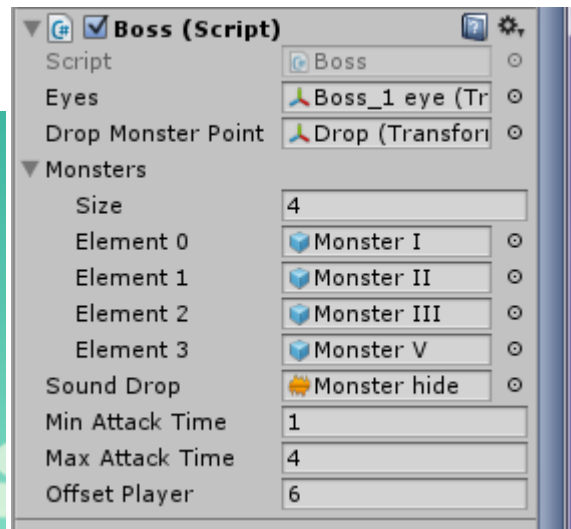 Boss (Script)
Script Boss
Eyes Boss_1 eye (Tr
Drop Monster Point Drop (Transfor
Monsters
Size 4
Element 0 Monster I
Element 1 Monster II
Element 2 Monster III
Element 3 Monster V
Sound Drop Monster hide
Min Attack Time 1
Max Attack Time 4
Offset Player 6